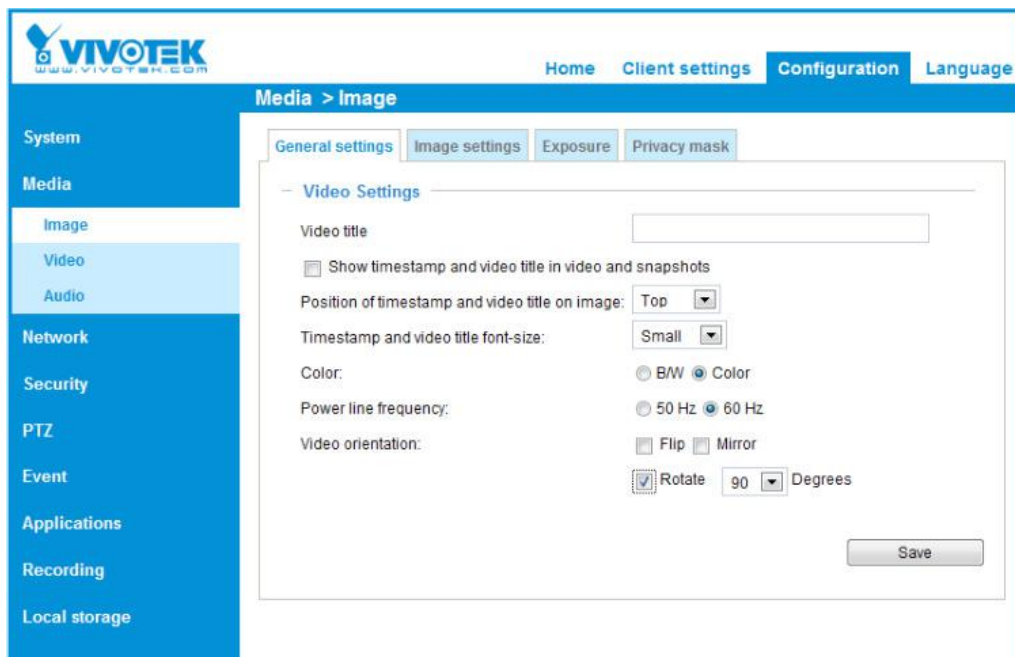 VIVOTEK
www.vivotek.com
Home Client settings Configuration Language
Media > Image
System
Media
Image
Video
Audio
Network
Security
PTZ
Event
Applications
Recording
Local storage
General settings Image settings Exposure Privacy mask
Video Settings
Video title
Show timestamp and video title in video and snapshots
Position of timestamp and video title on image: Top
Timestamp and video title font-size: Small
Color: B/W Color
Power line frequency: 50 Hz 60 Hz
Video orientation: Flip Mirror
Rotate 90 Degrees
Save